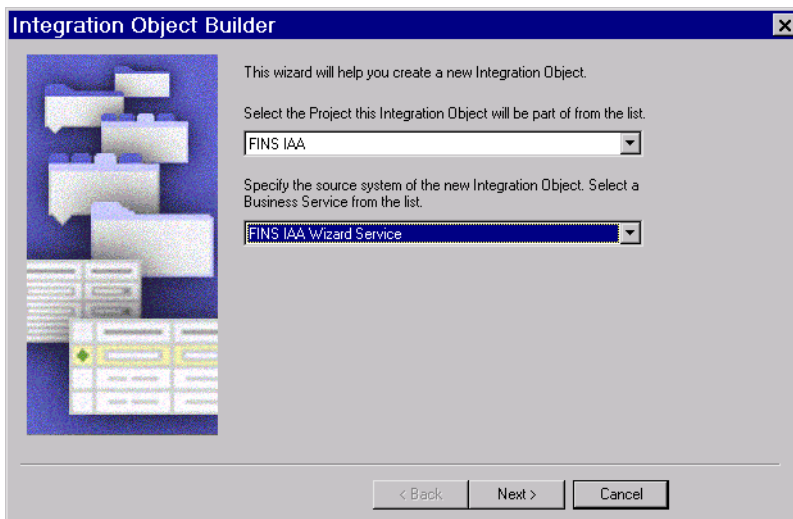 Integration Object Builder
This wizard will help you create a new Integration Object.
Select the Project this Integration Object will be part of from the list.
FINS IAA
Specify the source system of the new Integration Object. Select a
Business Service from the list.
FINS IAA Wizard Service
< Back
Next >
Cancel